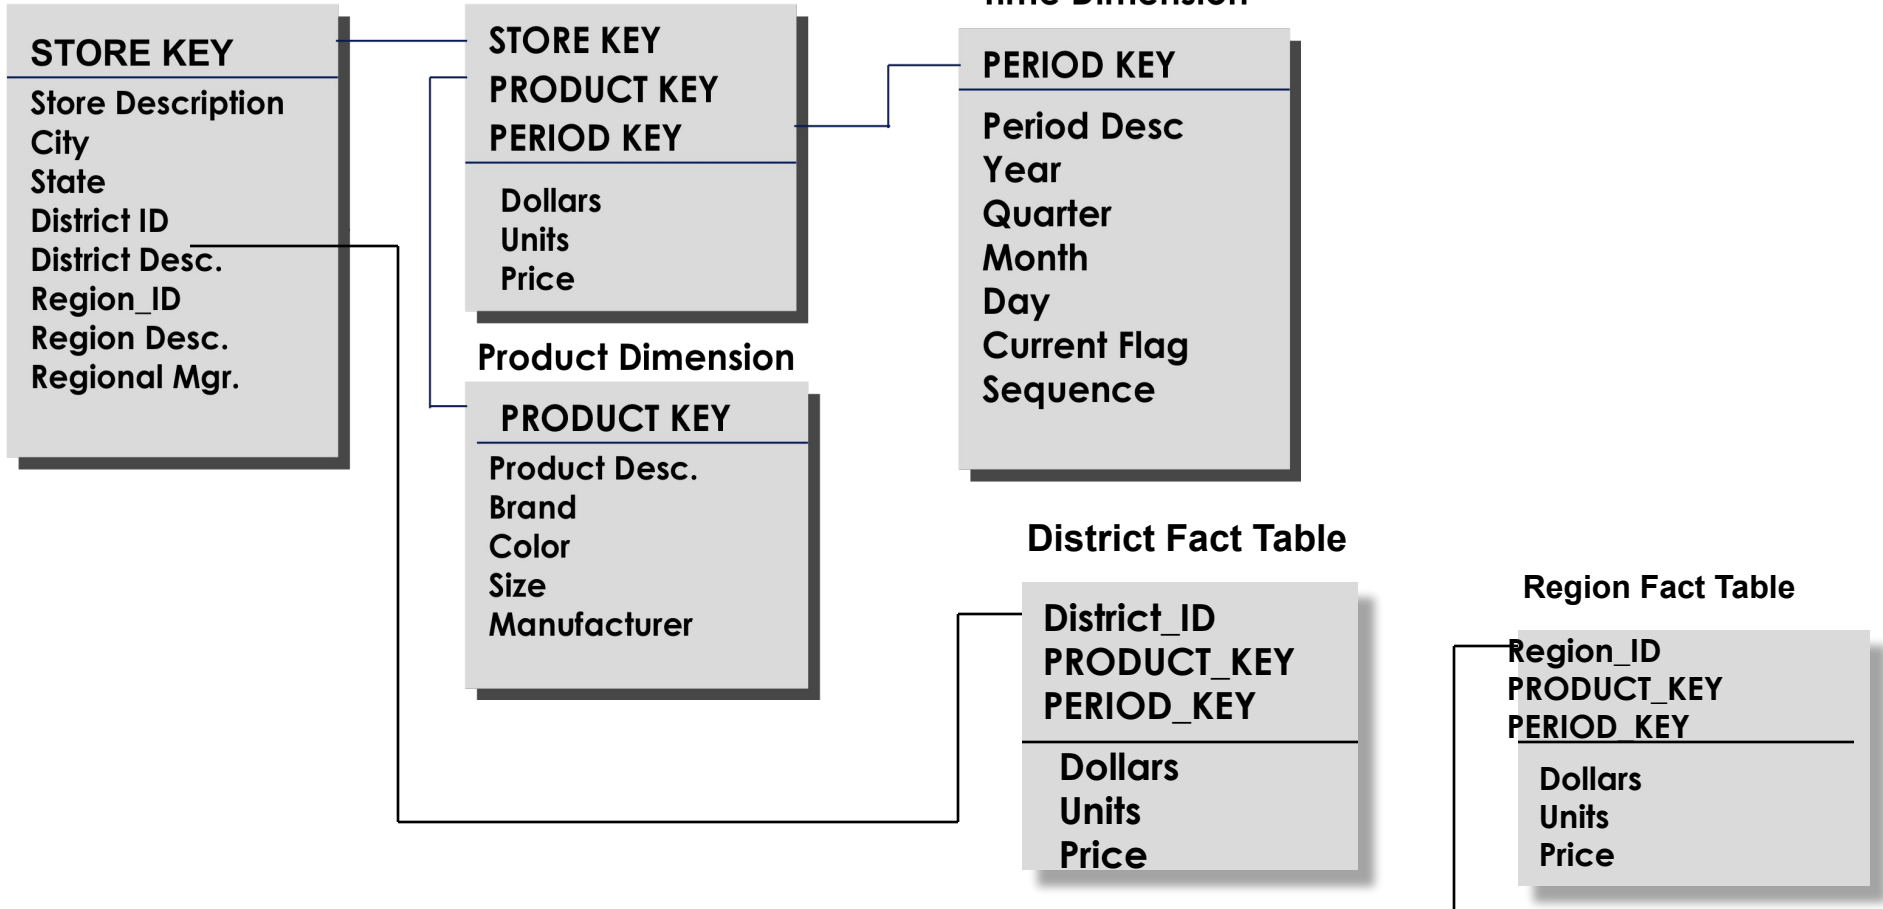 Time Dimension
STORE KEY
Store Description
City
State
District ID
District Desc.
Region_ID
Region Desc.
Regional Mgr.
STORE KEY
PRODUCT KEY
PERIOD KEY
Dollars
Units
Price
Product Dimension
PRODUCT KEY
Product Desc.
Brand
Color
Size
Manufacturer
PERIOD KEY
Period Desc
Year
Quarter
Month
Day
Current Flag
Sequence
District Fact Table
District_ID
PRODUCT_KEY
PERIOD_KEY
Dollars
Units
Price
Region Fact Table
Region_ID
PRODUCT_KEY
PERIOD_KEY
Dollars
Units
Price